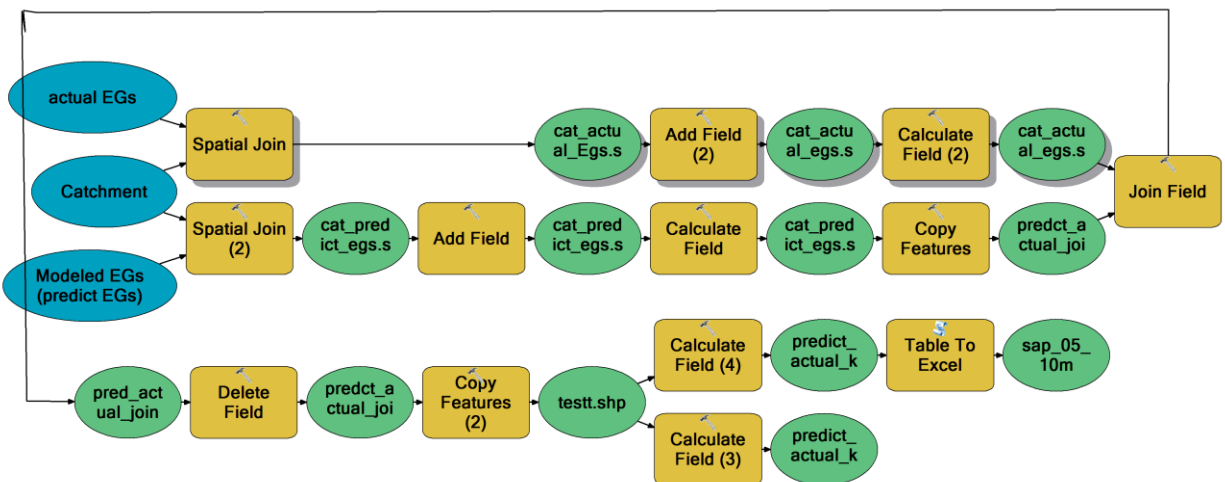 actual EGs
Spatial Join
cat_actu
al_Egs.s
Add Field
(2)
cat_actu
al_egs.s
Calculate
Field (2)
cat_actu
al_egs.s
Join Field
Catchment
Spatial Join
(2)
cat_pred
ict_egs.s
Add Field
cat_pred
ict_egs.s
Calculate
Field
cat_pred
ict_egs.s
Copy
Features
predct_a
ctual_joi
Modeled EGs
(predict EGs)
pred_act
ual_join
Delete
Field
predct_a
ctual_joi
Copy
Features
(2)
testt.shp
Calculate
Field (4)
predict_
actual_k
Table To
Excel
sap_05_
10m
Calculate
Field (3)
predict_
actual_k